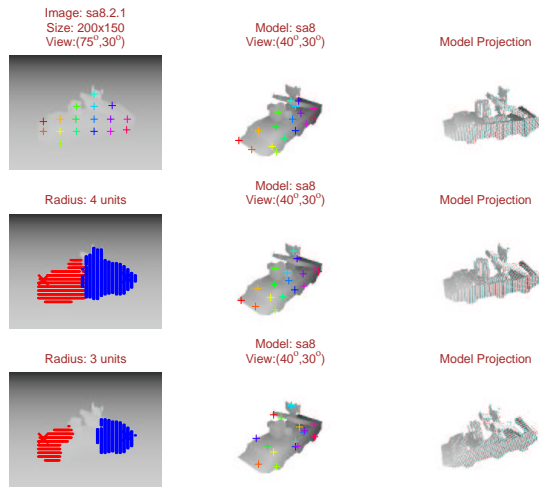 Image: sa8.2.1
Size: 200x150
View:(75°,30°)
Model: sa8
View:(40°,30°)
Model Projection
Radius: 4 units
Model: sa8
View:(40°,30°)
Model Projection
Radius: 3 units
Model: sa8
View:(40°,30°)
Model Projection